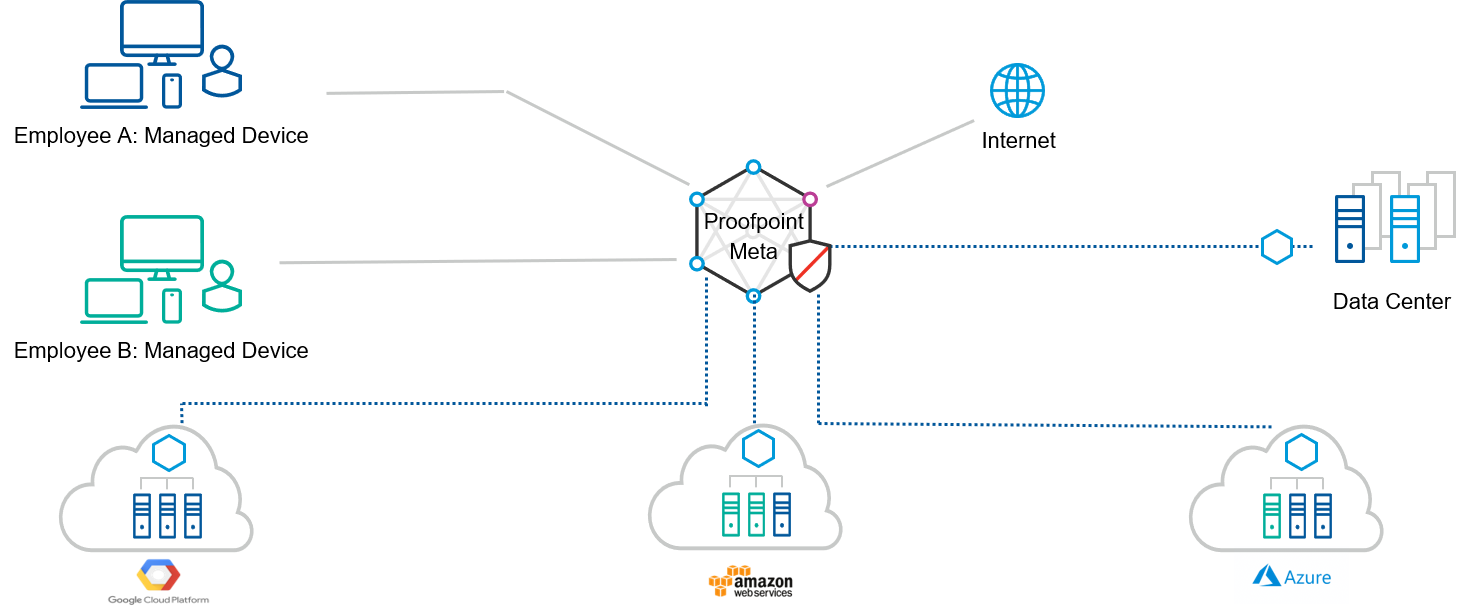 Employee A: Managed Device
Internet
Proofpoint
Meta
Data Center
Employee B: Managed Device
Google Cloud Platform
amazon
web services
Azure